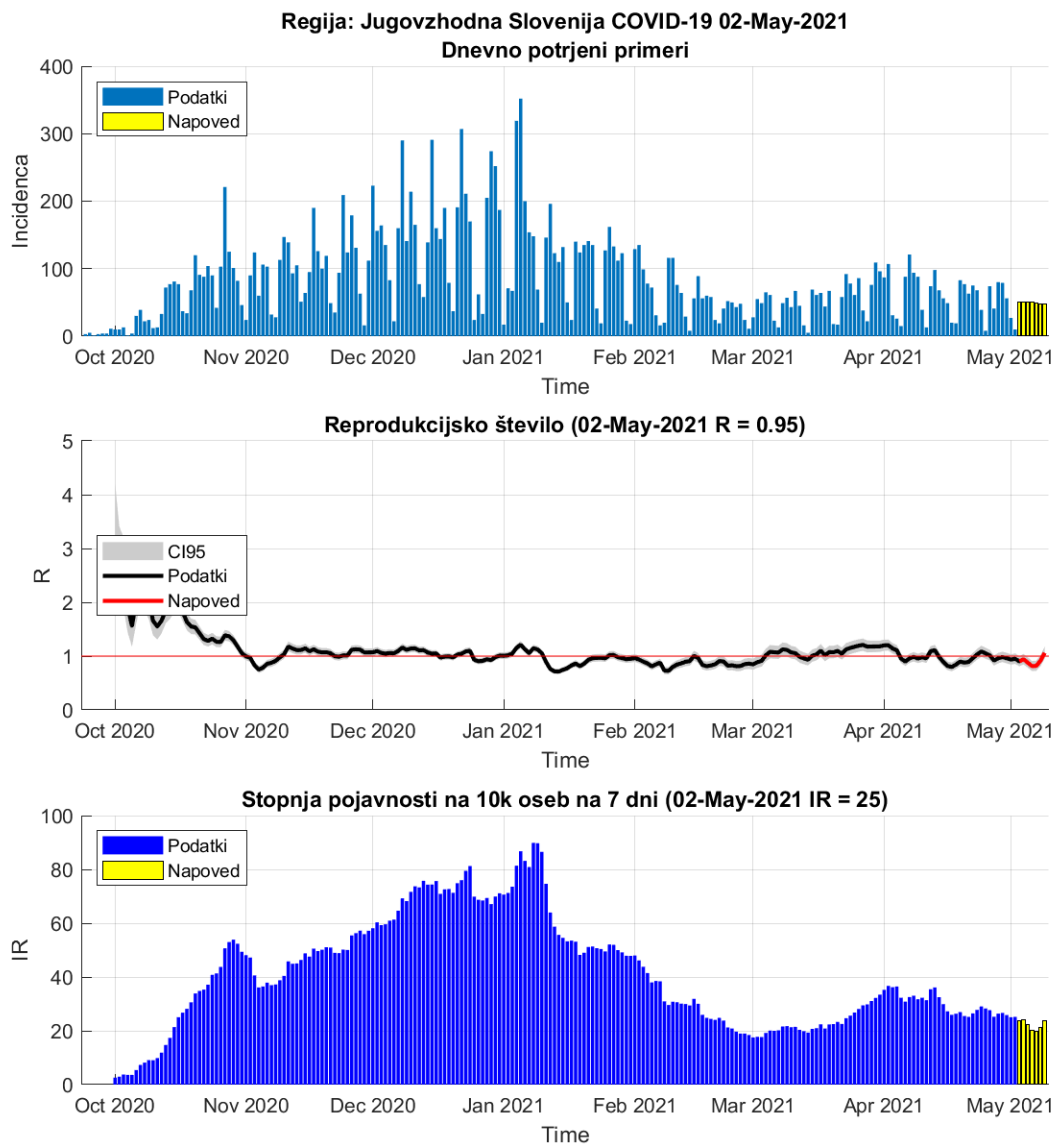 Regija: Jugovzhodna Slovenija COVID-19 02-May-2021
Dnevno potrjeni primeri
400
300
200
100
0
Incidenca
Podatki
Napoved
Oct 2020 Nov 2020 Dec 2020 Jan 2021 Feb 2021 Mar 2021 Apr 2021 May 2021
Time
Reprodukcijsko število (02-May-2021 R = 0.95)
5
4
3
2
1
0
R
CI95
Podatki
Napoved
Oct 2020 Nov 2020 Dec 2020 Jan 2021 Feb 2021 Mar 2021 Apr 2021 May 2021
Time
Stopnja pojavnosti na 10k oseb na 7 dni (02-May-2021 IR = 25)
100
80
60
40
20
0
IR
Podatki
Napoved
Oct 2020 Nov 2020 Dec 2020 Jan 2021 Feb 2021 Mar 2021 Apr 2021 May 2021
Time